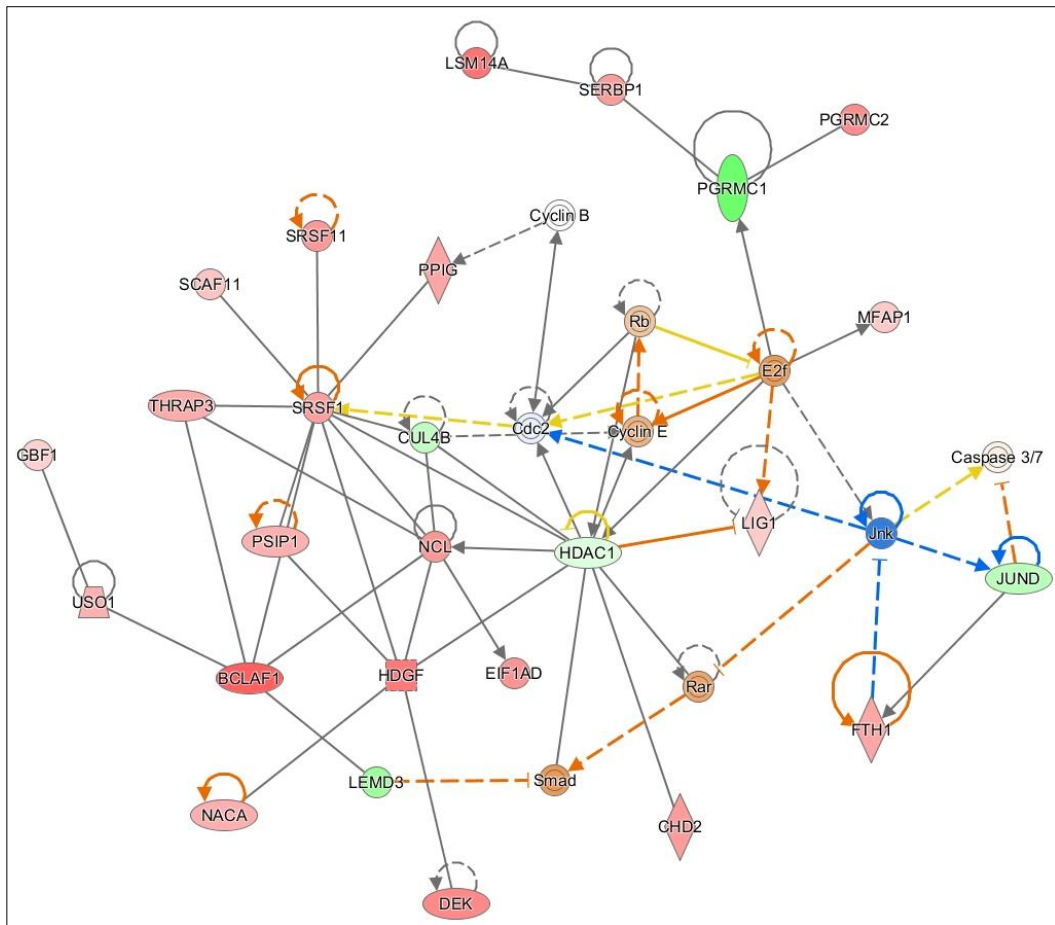 LSM14A
SERBP1
PGRMC2
PGRMC1
Cyclin B
SRSF11
PPIG
SCAF11
MFAP1
Rb
E2f
THRAP3
SRSF1
CUL4B
Cdc2
Cyclin E
GBF1
Caspase 3/7
LIG1
Jnk
PSIP1
NCL
HDAC1
JUND
USO1
BCLAF1
HDGF
EIF1AD
Rar
FTH1
LEMD3
Smad
NACA
CHD2
DEK